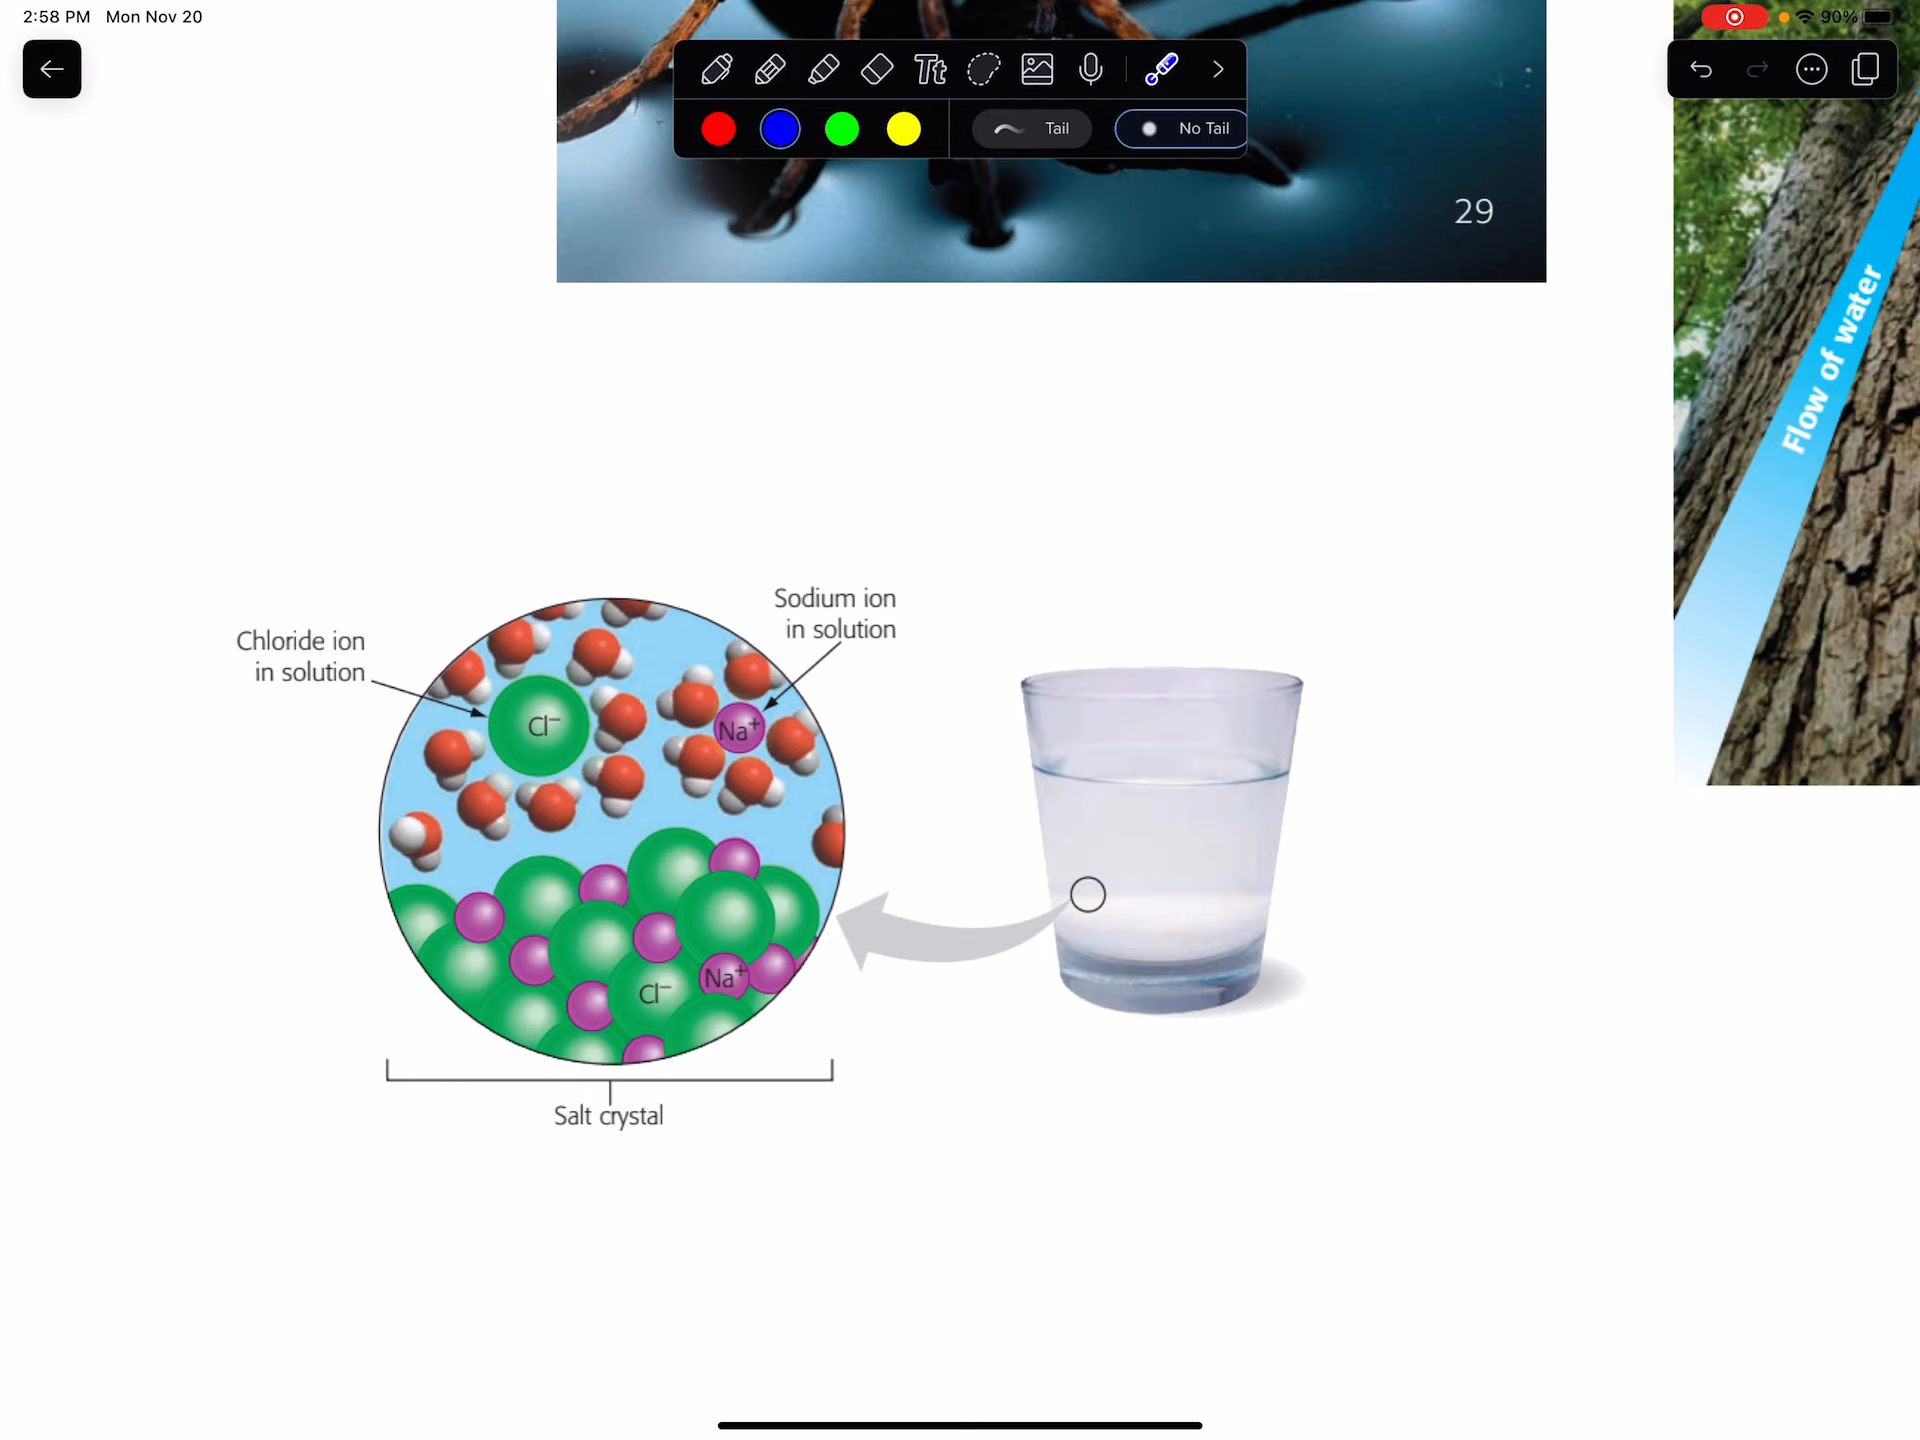 2:58 PM Mon Nov 20
90%
Tt
Tail
No Tail
29
Flow of water
Chloride ion
in solution
Sodium ion
in solution
Cl⁻
Na⁺
Cl⁻
Na⁺
Salt crystal